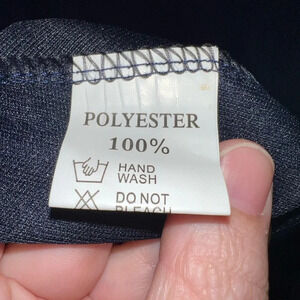 POLYESTER
100%
HAND
WASH
DO NOT
BLEACH